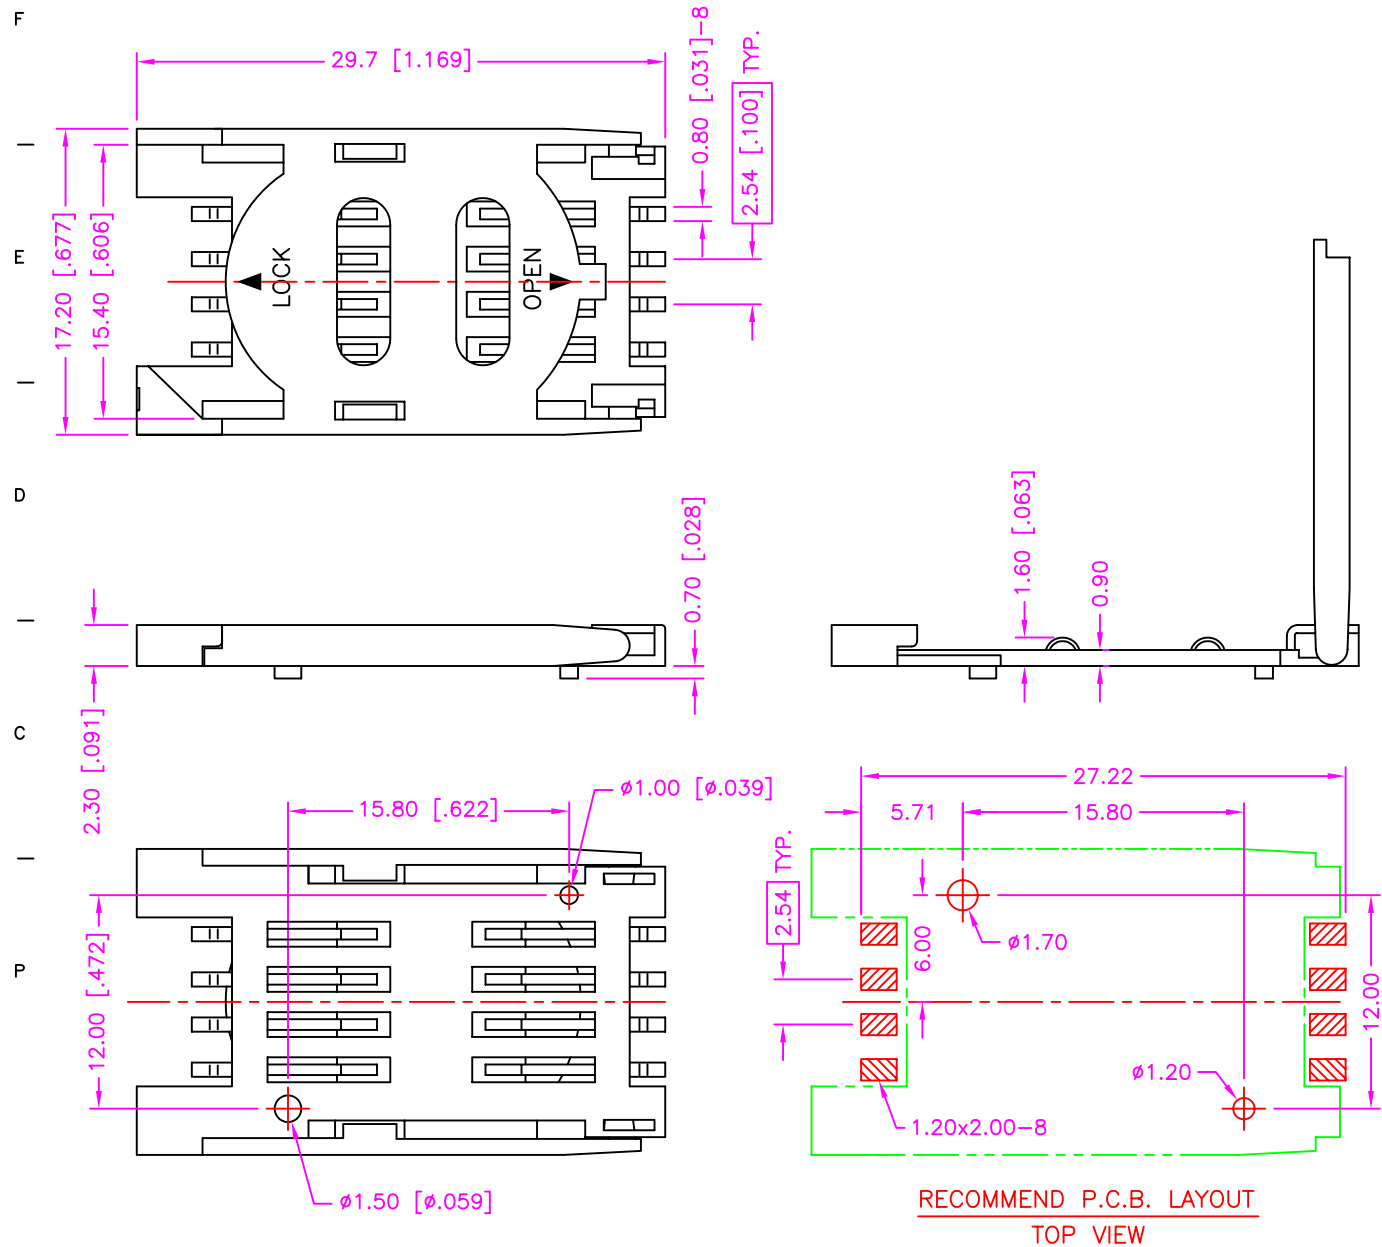 F
29.7 [1.169]
0.80 [.031]-8
2.54 [.100] TYP.
17.20 [.677]
15.40 [.606]
E
LOCK
OPEN
D
0.70 [.028]
1.60 [.063]
0.90
2.30 [.091]
C
15.80 [.622]
ø1.00 [ø.039]
27.22
5.71
15.80
2.54 TYP.
6.00
ø1.70
12.00 [.472]
P
12.00
ø1.20
1.20x2.00-8
ø1.50 [ø.059]
RECOMMEND P.C.B. LAYOUT
TOP VIEW